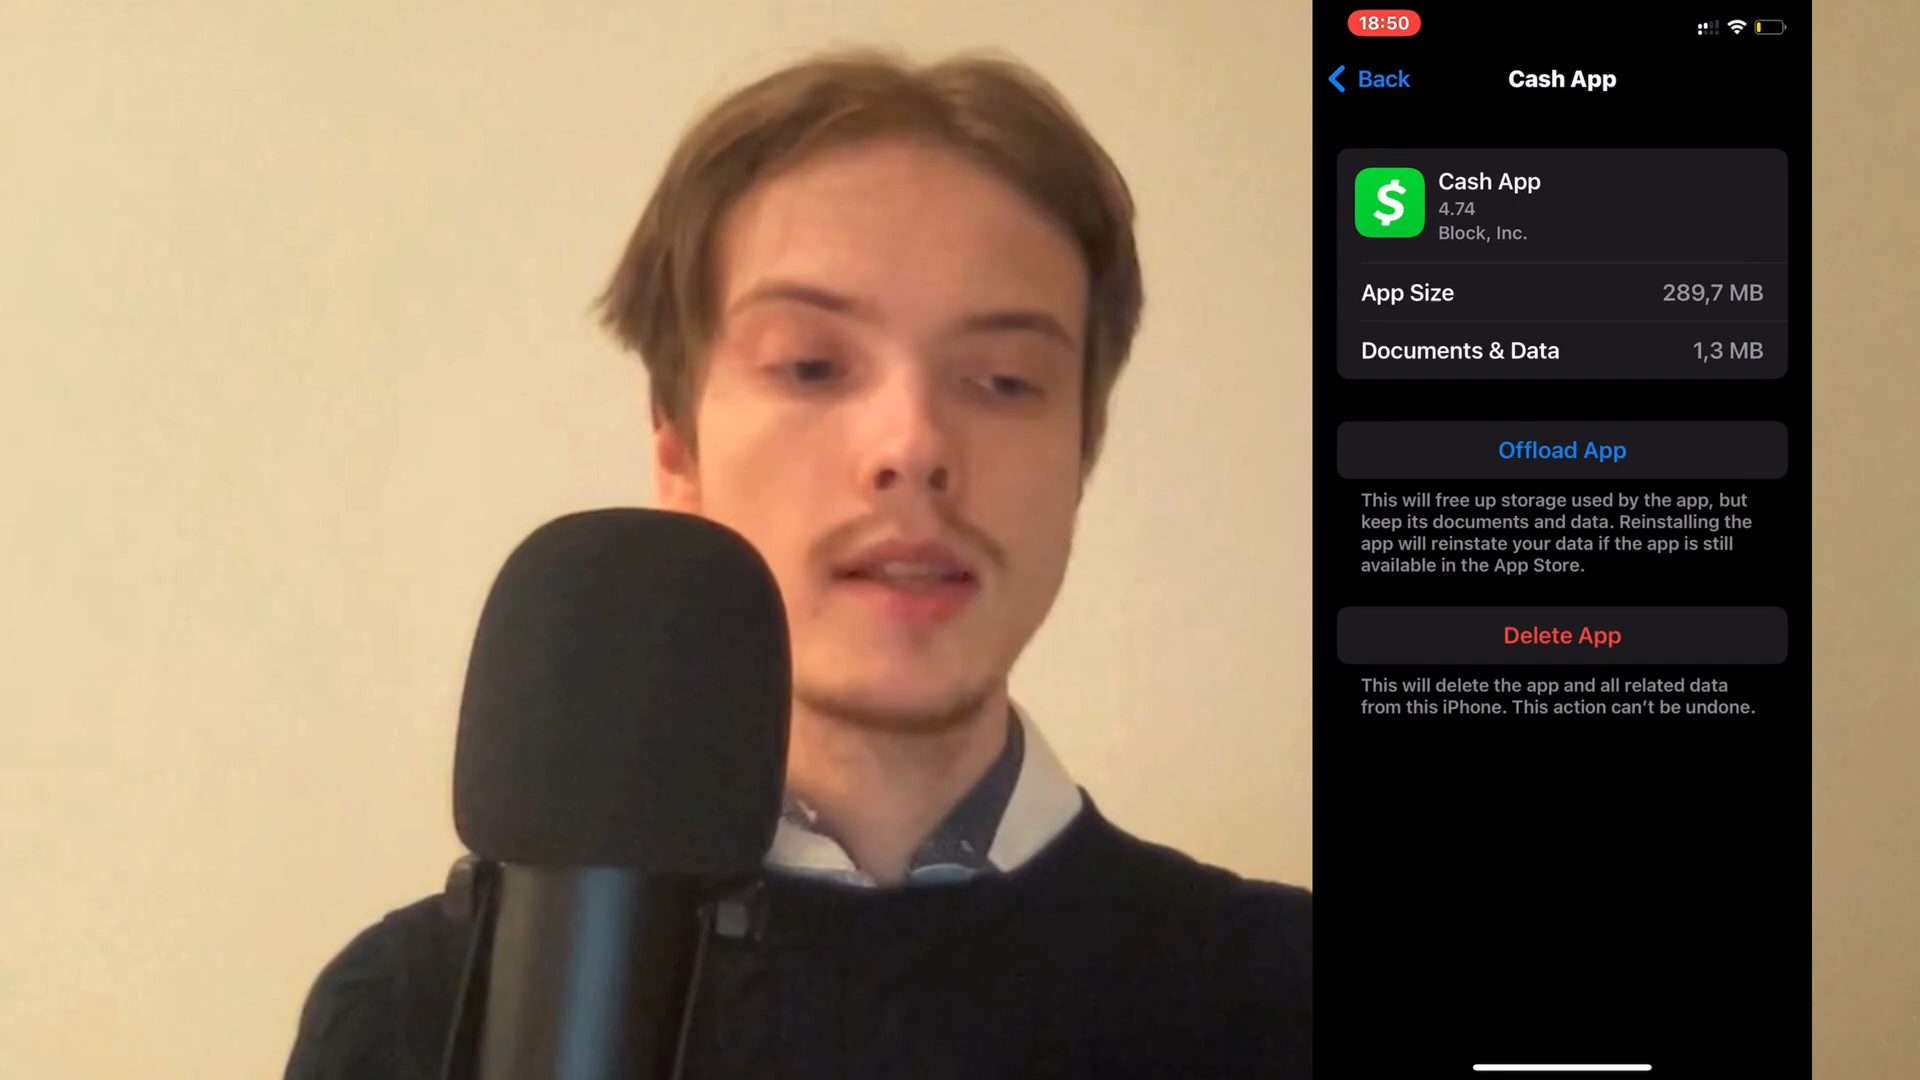 18:50
Back
Cash App
$
Cash App
4.74
Block, Inc.
App Size 289,7 MB
Documents & Data 1,3 MB
Offload App
This will free up storage used by the app, but
keep its documents and data. Reinstalling the
app will reinstate your data if the app is still
available in the App Store.
Delete App
This will delete the app and all related data
from this iPhone. This action can’t be undone.